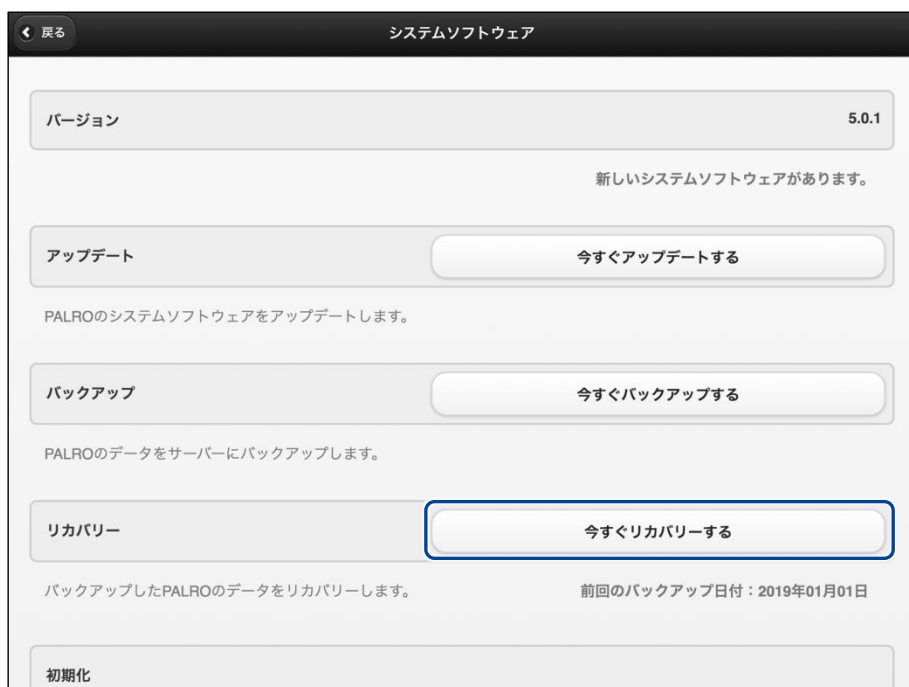 戻る
システムソフトウェア
バージョン 5.0.1
新しいシステムソフトウェアがあります。
アップデート 今すぐアップデートする
PALROのシステムソフトウェアをアップデートします。
バックアップ 今すぐバックアップする
PALROのデータをサーバーにバックアップします。
リカバリー 今すぐリカバリーする
バックアップしたPALROのデータをリカバリーします。 前回のバックアップ日付：2019年01月01日
初期化